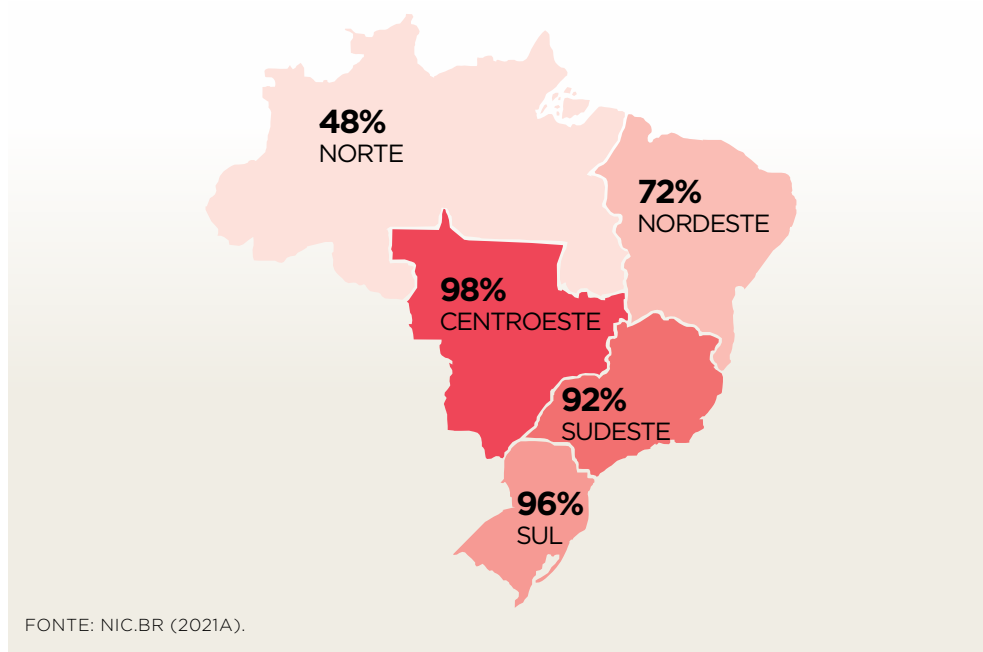 48%
NORTE
72%
NORDESTE
98%
CENTROESTE
92%
SUDESTE
96%
SUL
FONTE: NIC.BR (2021A).